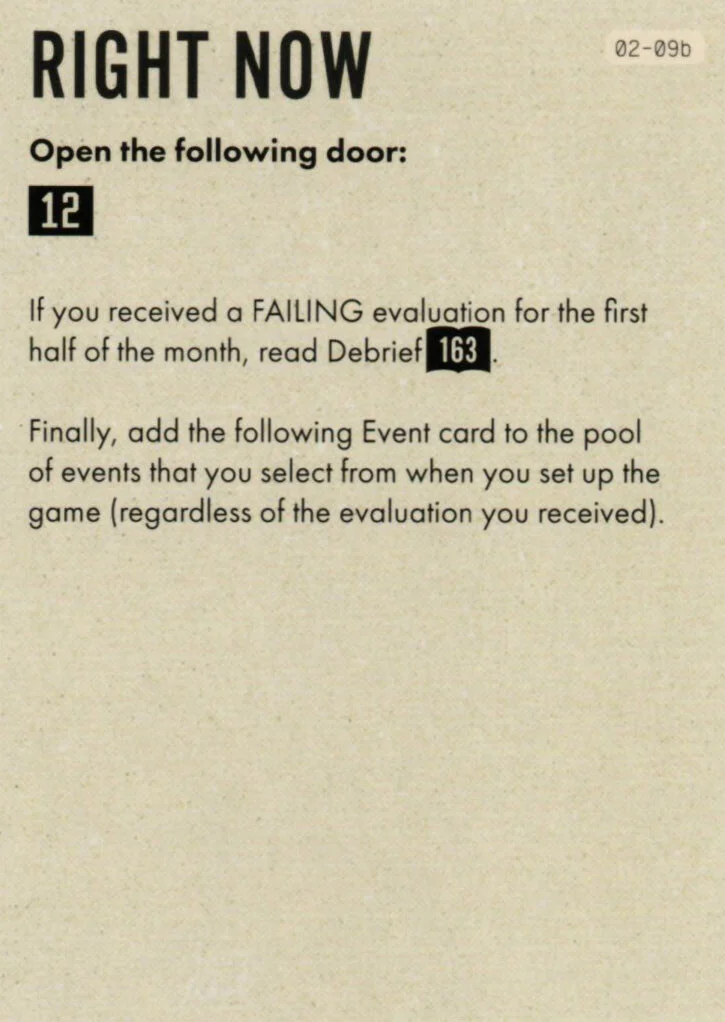 RIGHT NOW
02-09b
Open the following door:
12
If you received a FAILING evaluation for the first
half of the month, read Debrief 163.
Finally, add the following Event card to the pool
of events that you select from when you set up the
game (regardless of the evaluation you received).